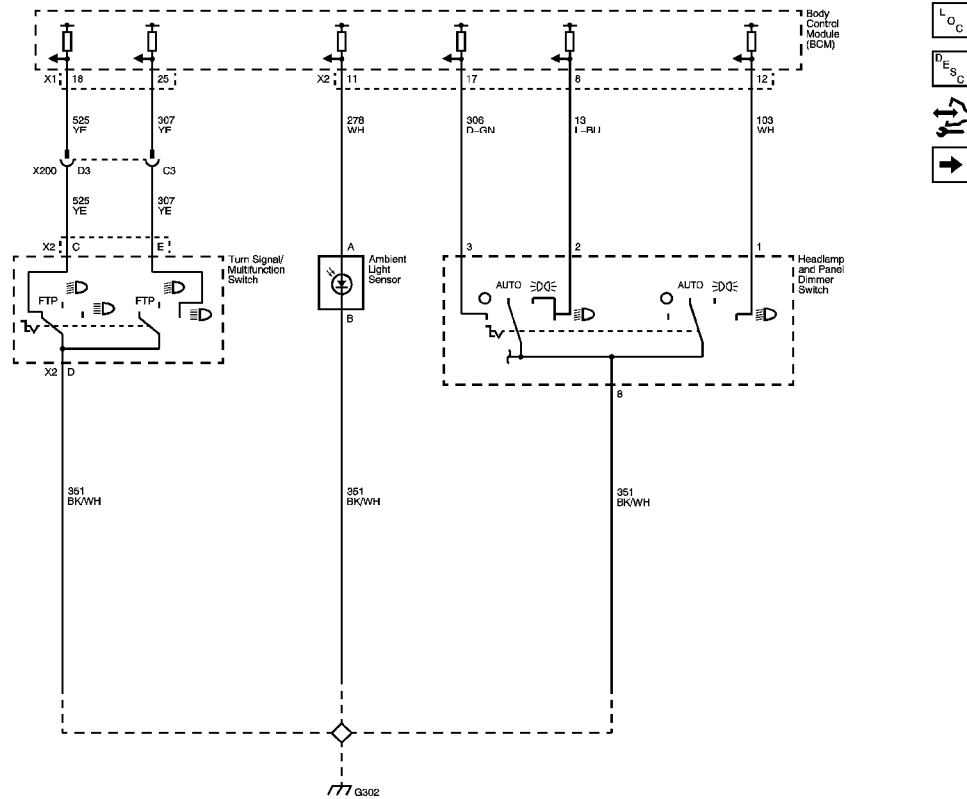 Body
Control
Module
(BCM)
L
O
C
D
E
S
C
X1 18 25 X2 11 17 8 12
525
YE
307
YE
278
WH
306
D-GN
13
L-BU
103
WH
X200 D3 C3
525
YE
307
YE
X2 C E A 3 2 1
Turn Signal/
Multifunction
Switch
Ambient
Light
Sensor
Headlamp
and Panel
Dimmer
Switch
FTP FTP AUTO AUTO
B
X2 D
8
351
BK/WH
351
BK/WH
351
BK/WH
G302